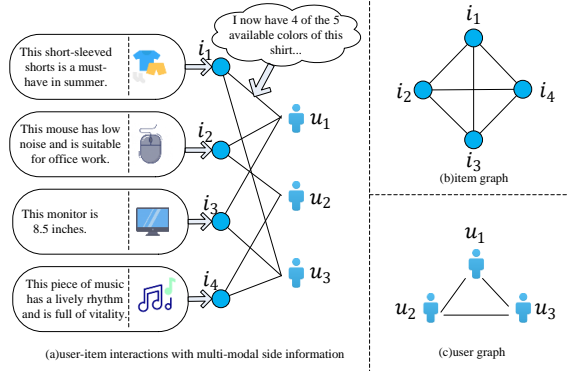 I now have 4 of the 5
available colors of this
shirt...
This short-sleeved
shorts is a must-
have in summer.
i1
This mouse has low
noise and is suitable
for office work.
i2
This monitor is
8.5 inches.
i3
This piece of music
has a lively rhythm
and is full of vitality.
i4
u1
u2
u3
(a)user-item interactions with multi-modal side information
i1
i2
i4
i3
(b)item graph
u1
u2
u3
(c)user graph